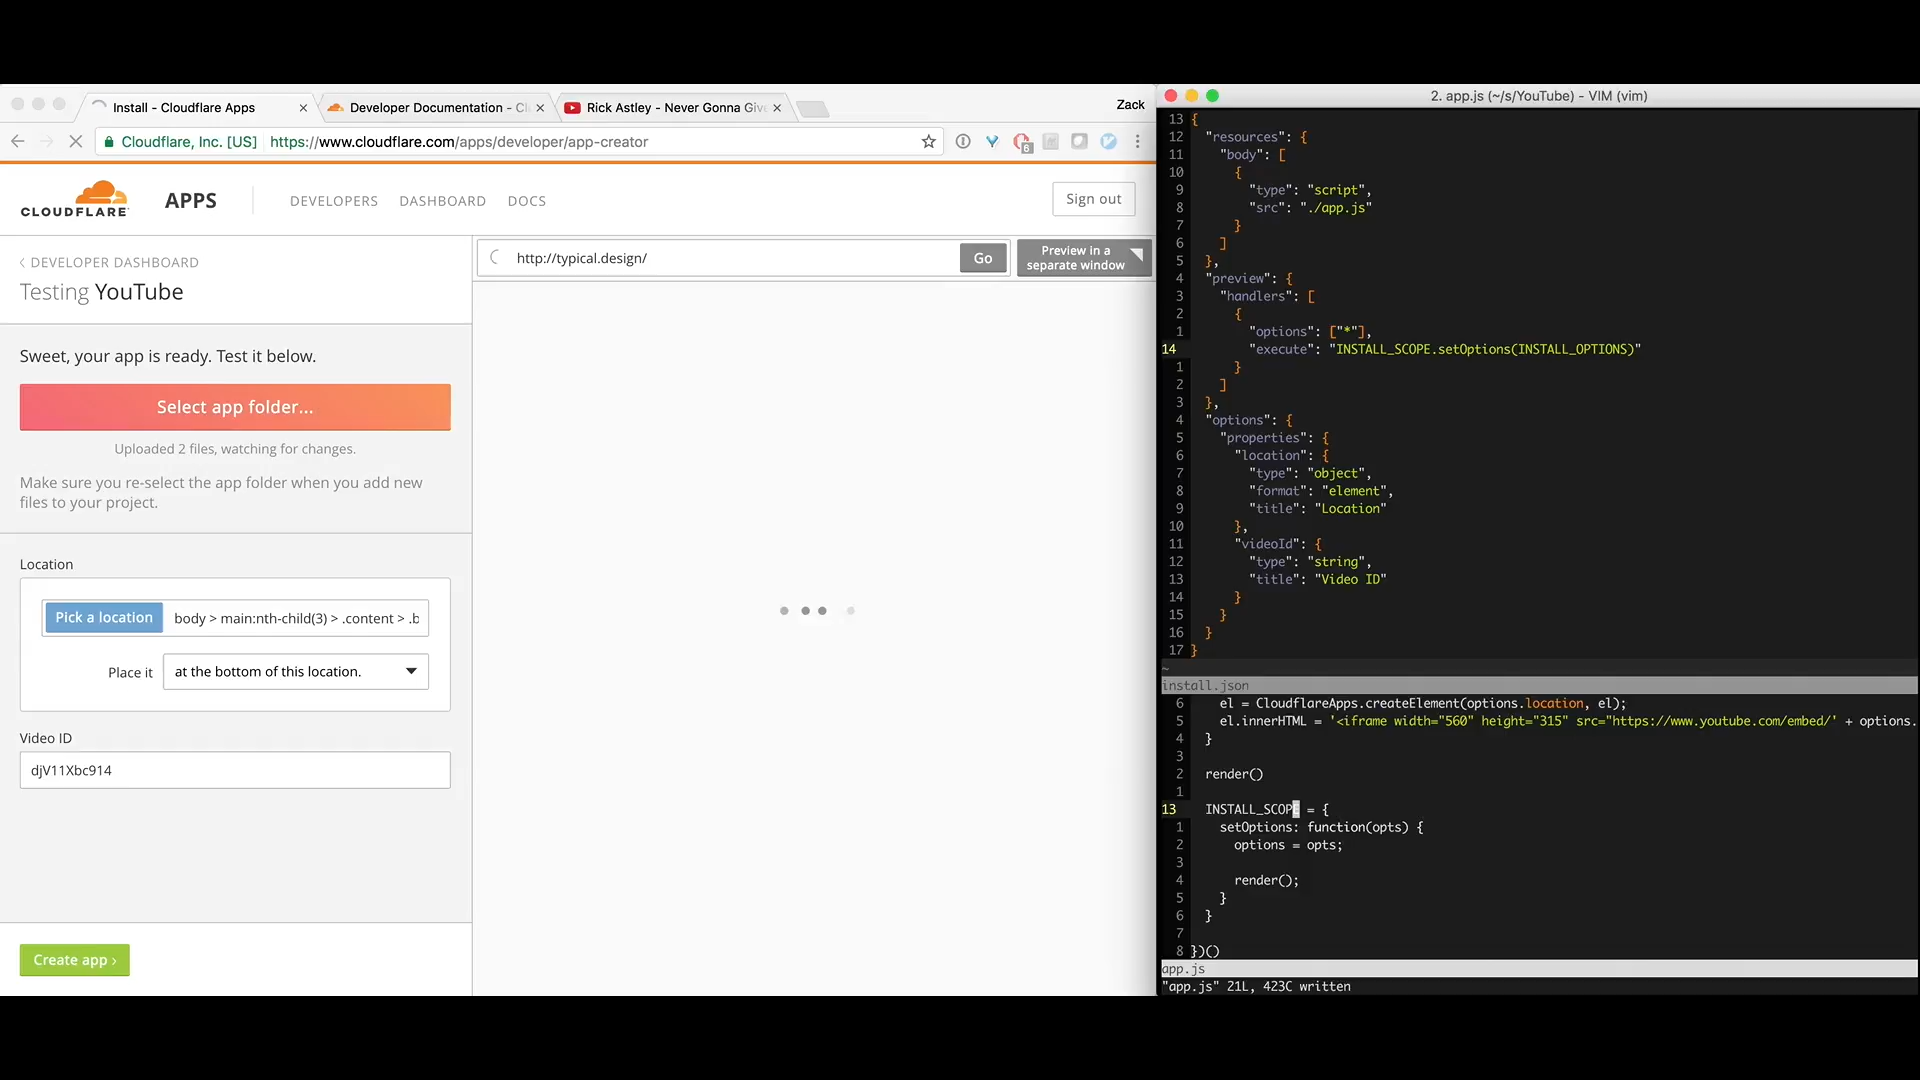 Install - Cloudflare Apps
Developer Documentation - Cl
Rick Astley - Never Gonna Give
Zack
Cloudflare, Inc. [US] https://www.cloudflare.com/apps/developer/app-creator
6
CLOUDFLARE
APPS
DEVELOPERS DASHBOARD DOCS
Sign out
< DEVELOPER DASHBOARD
Testing YouTube
Sweet, your app is ready. Test it below.
Select app folder...
Uploaded 2 files, watching for changes.
Make sure you re-select the app folder when you add new
files to your project.
Location
Pick a location body > main:nth-child(3) > .content > .b
Place it at the bottom of this location.
Video ID
djV11Xbc914
Create app ›
http://typical.design/
Go
Preview in a
separate window
2. app.js (~/s/YouTube) - VIM (vim)
13 {
12 "resources": {
11 "body": [
10 {
9 "type": "script",
8 "src": "./app.js"
7 }
6 ]
5 },
4 "preview": {
3 "handlers": [
2 {
1 "options": ["*"],
14 "execute": "INSTALL_SCOPE.setOptions(INSTALL_OPTIONS)"
1 }
2 ]
3 },
4 "options": {
5 "properties": {
6 "location": {
7 "type": "object",
8 "format": "element",
9 "title": "Location"
10 },
11 "videoId": {
12 "type": "string",
13 "title": "Video ID"
14 }
15 }
16 }
17 }
~
install.json
6 el = CloudflareApps.createElement(options.location, el);
5 el.innerHTML = '<iframe width="560" height="315" src="https://www.youtube.com/embed/' + options.
4 }
3
2 render()
1
13 INSTALL_SCOPE = {
1 setOptions: function(opts) {
2 options = opts;
3
4 render();
5 }
6 }
7
8 })()
app.js
"app.js" 21L, 423C written